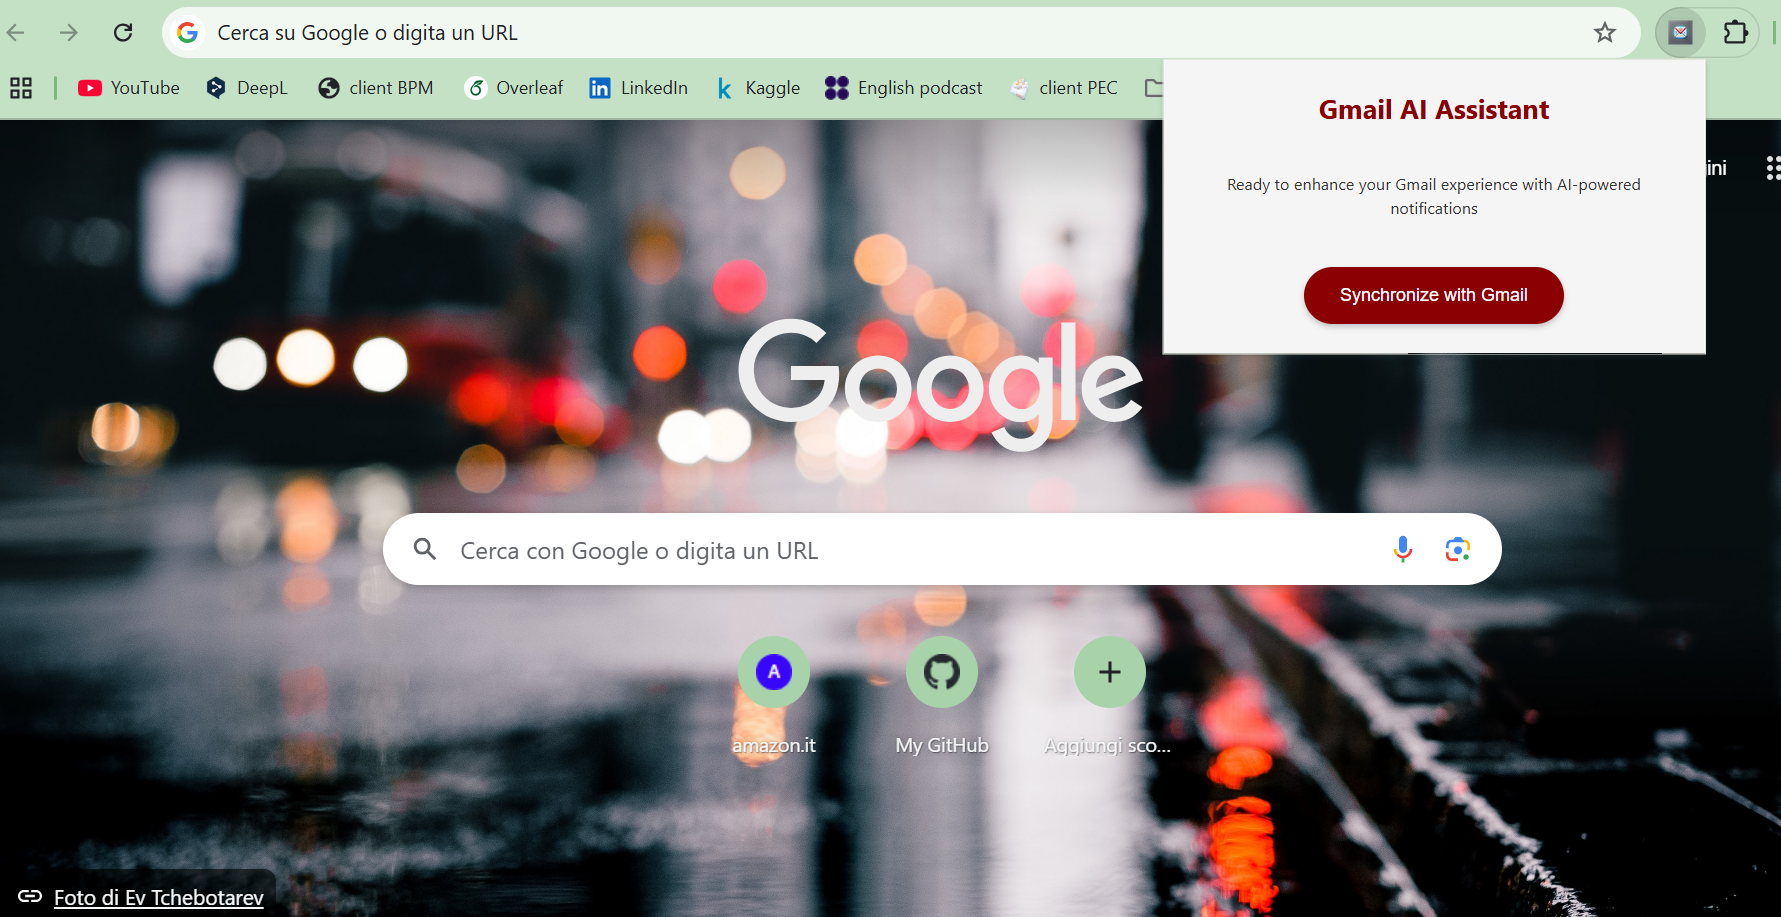 Cerca su Google o digita un URL
YouTube
DeepL
client BPM
Overleaf
LinkedIn
Kaggle
English podcast
client PEC
Gmail AI Assistant
Ready to enhance your Gmail experience with AI-powered
notifications
Synchronize with Gmail
Google
Cerca con Google o digita un URL
A
amazon.it
My GitHub
Aggiungi sco...
Foto di Ev Tchebotarev